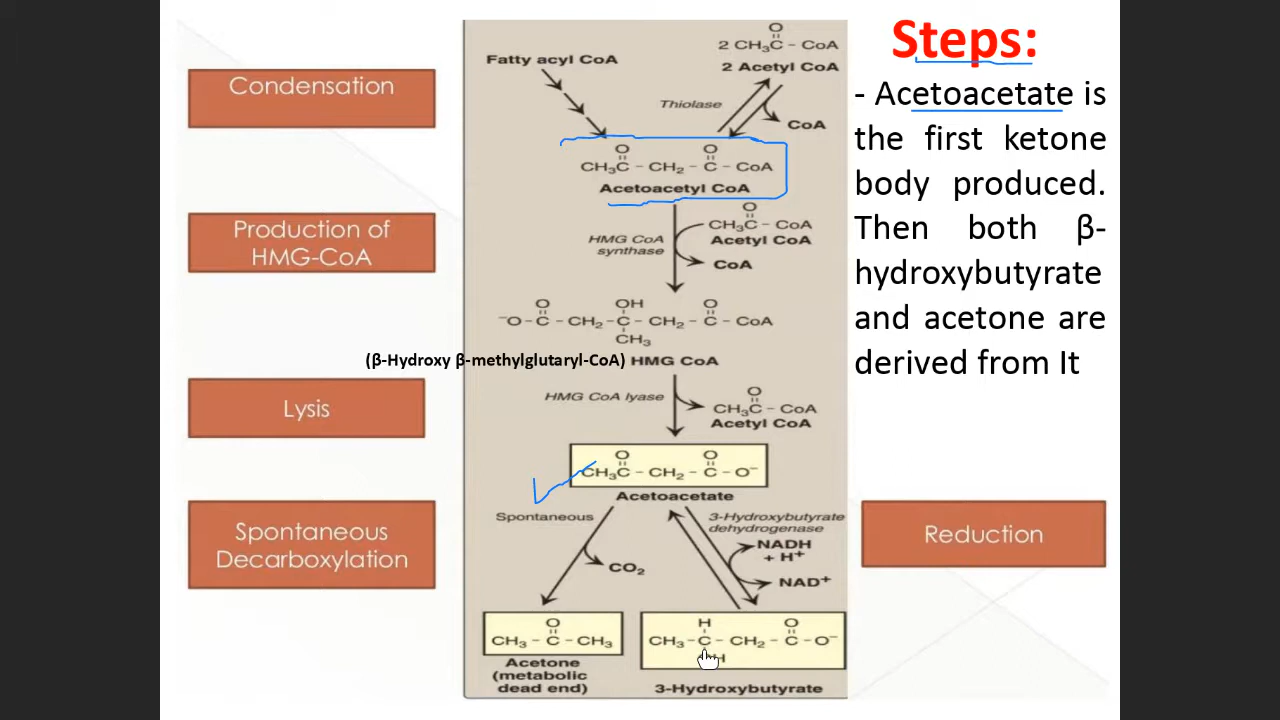 Steps:
- Acetoacetate is
the first ketone
body produced.
Then both β-
hydroxybutyrate
and acetone are
derived from It
Condensation
Production of
HMG-CoA
Lysis
Spontaneous
Decarboxylation
Reduction
Fatty acyl CoA
O
2 CH₃C – CoA
2 Acetyl CoA
Thiolase
CoA
O O
CH₃C – CH₂ – C – CoA
Acetoacetyl CoA
O
CH₃C – CoA
Acetyl CoA
HMG CoA
synthase
CoA
O OH O
⁻O – C – CH₂ – C – CH₂ – C – CoA
CH₃
(β-Hydroxy β-methylglutaryl-CoA) HMG CoA
HMG CoA lyase
O
CH₃C – CoA
Acetyl CoA
O O
CH₃C – CH₂ – C – O⁻
Acetoacetate
Spontaneous
CO₂
3-Hydroxybutyrate
dehydrogenase
NADH
+ H⁺
NAD⁺
O
CH₃ – C – CH₃
Acetone
(metabolic
dead end)
H O
CH₃ – C – CH₂ – C – O⁻
H
3-Hydroxybutyrate